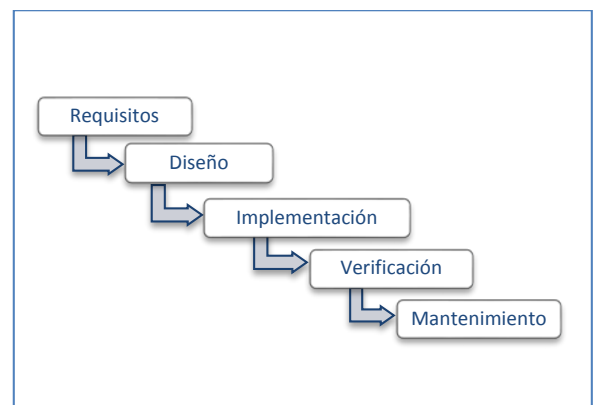 Requisitos
Diseño
Implementación
Verificación
Mantenimiento